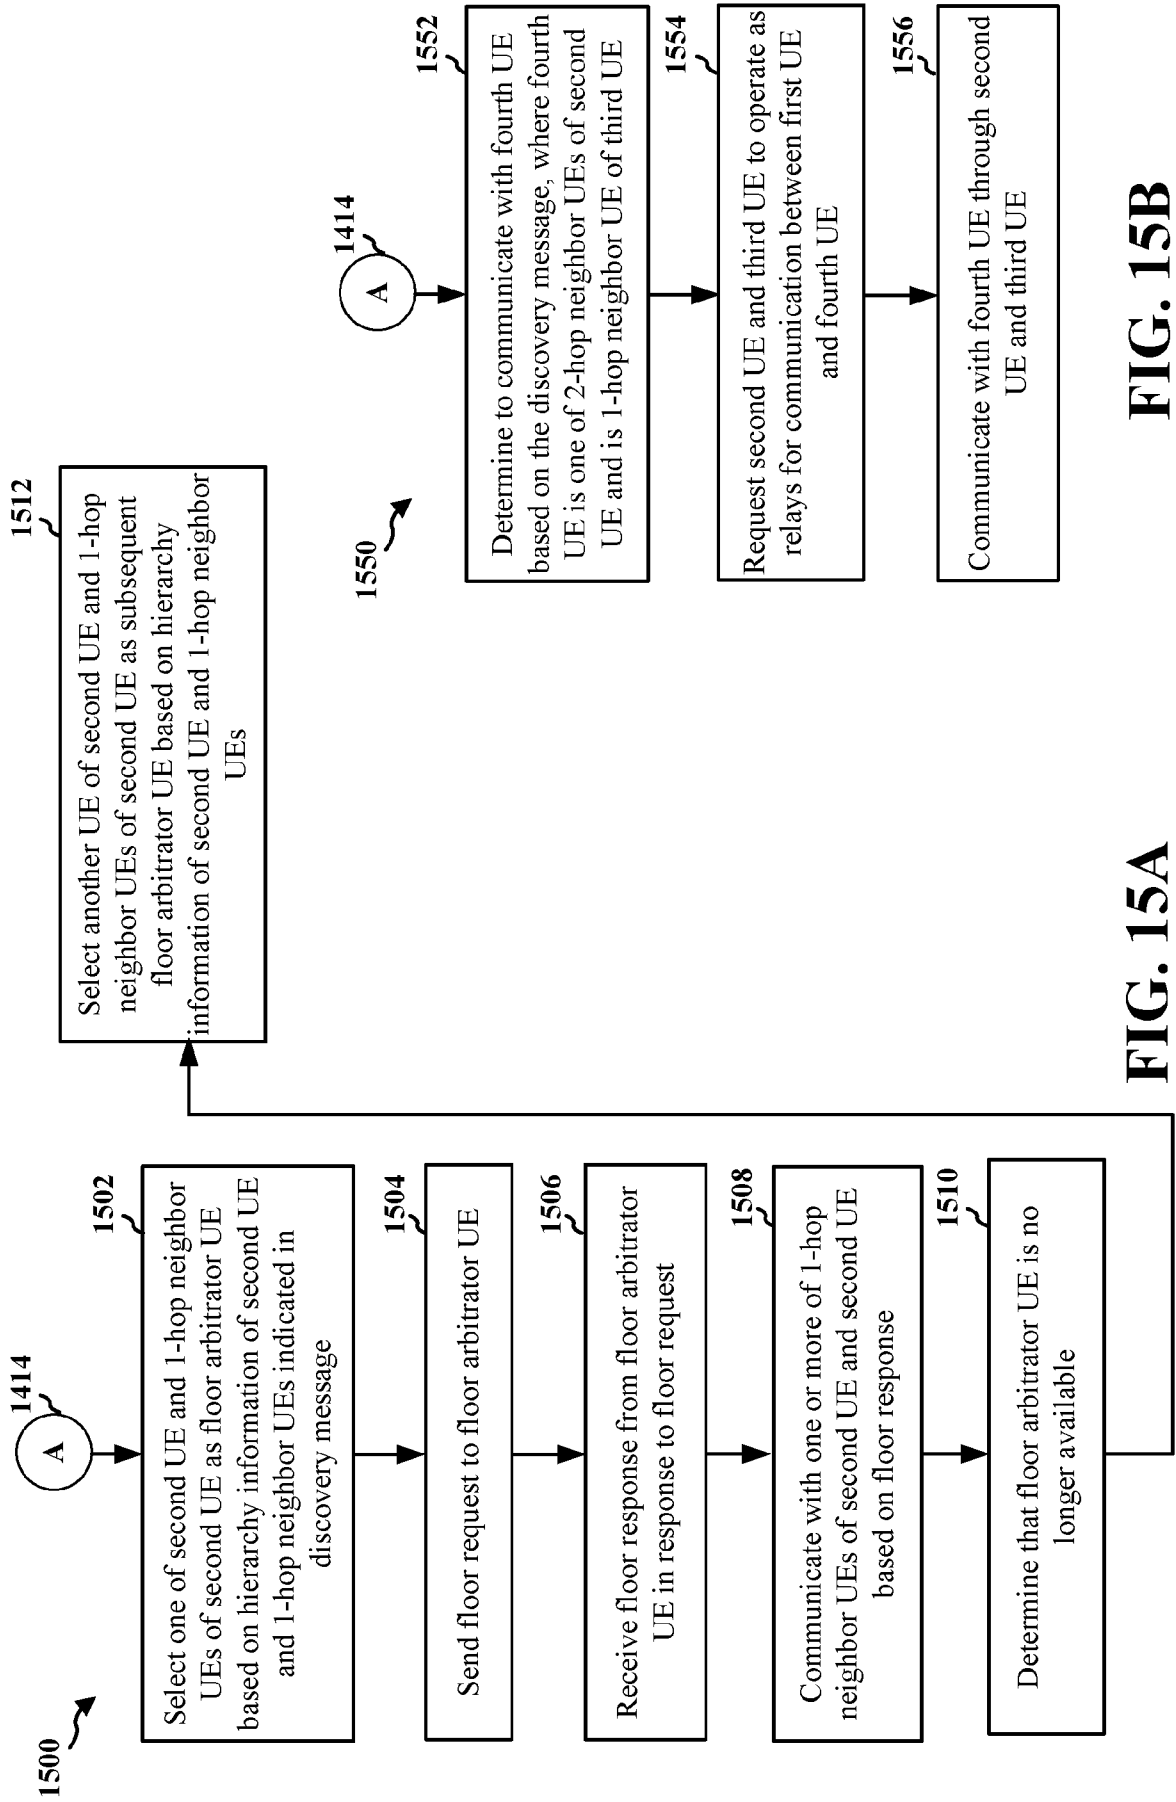 1500
A
1414
1502
Select one of second UE and 1-hop neighbor
UEs of second UE as floor arbitrator UE
based on hierarchy information of second UE
and 1-hop neighbor UEs indicated in
discovery message
1504
Send floor request to floor arbitrator UE
1506
Receive floor response from floor arbitrator
UE in response to floor request
1508
Communicate with one or more of 1-hop
neighbor UEs of second UE and second UE
based on floor response
1510
Determine that floor arbitrator UE is no
longer available
1512
Select another UE of second UE and 1-hop
neighbor UEs of second UE as subsequent
floor arbitrator UE based on hierarchy
information of second UE and 1-hop neighbor
UEs
FIG. 15A
1550
A
1414
1552
Determine to communicate with fourth UE
based on the discovery message, where fourth
UE is one of 2-hop neighbor UEs of second
UE and is 1-hop neighbor UE of third UE
1554
Request second UE and third UE to operate as
relays for communication between first UE
and fourth UE
1556
Communicate with fourth UE through second
UE and third UE
FIG. 15B